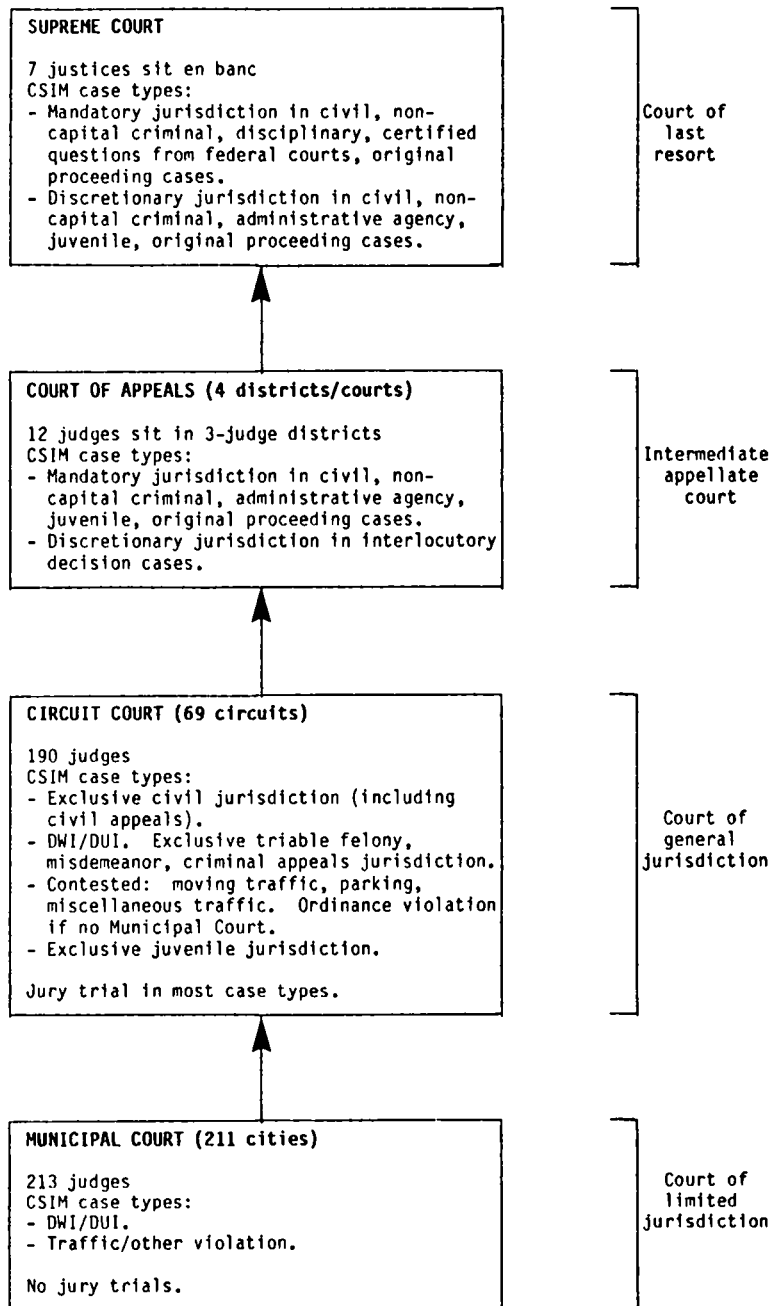 SUPREME COURT
7 justices sit en banc
CSIM case types:
- Mandatory jurisdiction in civil, non-
capital criminal, disciplinary, certified
questions from federal courts, original
proceeding cases.
- Discretionary jurisdiction in civil, non-
capital criminal, administrative agency,
juvenile, original proceeding cases.
Court of
last
resort
COURT OF APPEALS (4 districts/courts)
12 judges sit in 3-judge districts
CSIM case types:
- Mandatory jurisdiction in civil, non-
capital criminal, administrative agency,
juvenile, original proceeding cases.
- Discretionary jurisdiction in interlocutory
decision cases.
Intermediate
appellate
court
CIRCUIT COURT (69 circuits)
190 judges
CSIM case types:
- Exclusive civil jurisdiction (including
civil appeals).
- DWI/DUI. Exclusive triable felony,
misdemeanor, criminal appeals jurisdiction.
- Contested: moving traffic, parking,
miscellaneous traffic. Ordinance violation
if no Municipal Court.
- Exclusive juvenile jurisdiction.
Jury trial in most case types.
Court of
general
jurisdiction
MUNICIPAL COURT (211 cities)
213 judges
CSIM case types:
- DWI/DUI.
- Traffic/other violation.
No jury trials.
Court of
limited
jurisdiction